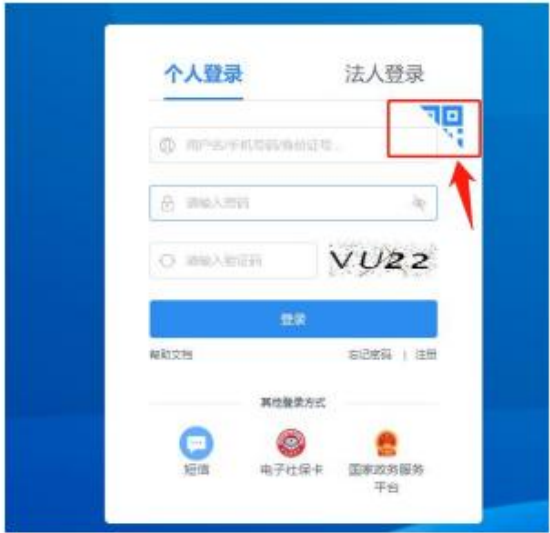 个人登录 法人登录
用户名/手机号码/身份证号...
请输入密码
请输入验证码 VU22
登录
帮助文档 忘记密码 | 注册
其他登录方式
短信 电子社保卡 国家政务服务
平台